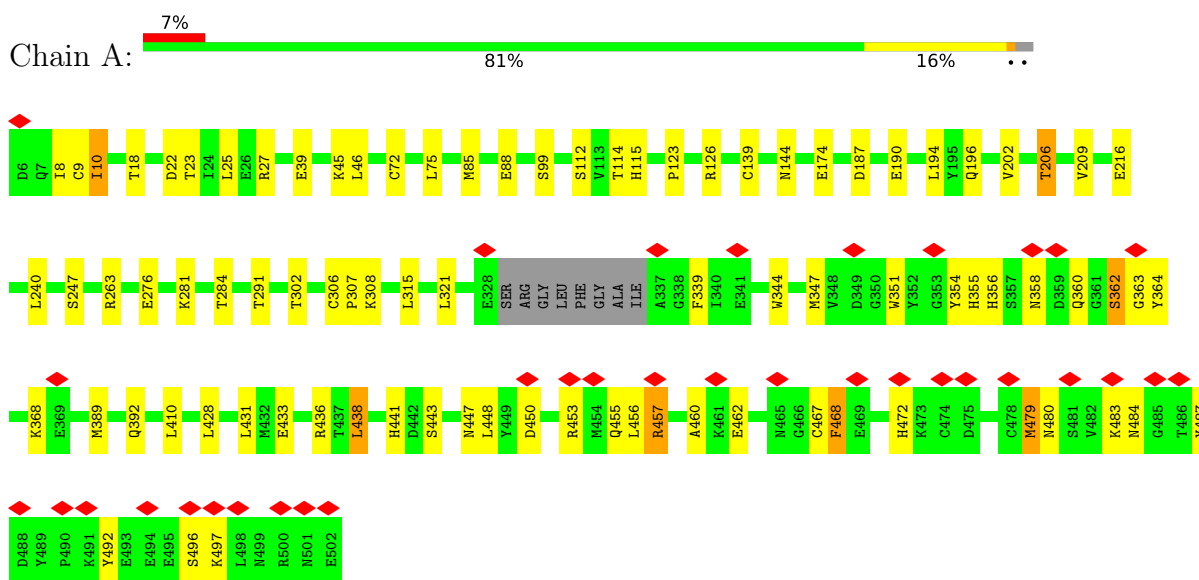 7%
Chain A:
81% 16% • •
D6 Q7 I8 C9 I10 T18 D22 T23 I24 L25 E26 R27 E39 K45 L46 C72 L75 M85 E88 S99 S112 V113 T114 H115 P123 R126 C139 N144 E174 D187 E190 L194 Y195 Q196 V202 T206 V209 E216
L240 S247 R263 E276 K281 T284 T291 T302 G306 P307 K308 L315 L321 E328 SER ARG GLY LEU PHE GLY ALA ILE A337 G338 F339 I340 E341 W344 M347 V348 D349 G350 W351 Y352 G353 Y354 H355 H356 S357 N358 D359 Q360 G361 S362 G363 Y364
K368 E369 M389 Q392 L410 L428 L431 M432 E433 R436 T437 L438 H441 D442 S443 N447 L448 Y449 D450 R453 M454 Q455 L456 R457 A460 K461 E462 N465 G466 C467 F468 E469 H472 K473 C474 D475 C478 M479 N480 S481 V482 K483 N484 G485 T486
D488 Y489 P490 K491 Y492 E493 E494 E495 S496 K497 L498 N499 R500 N501 E502